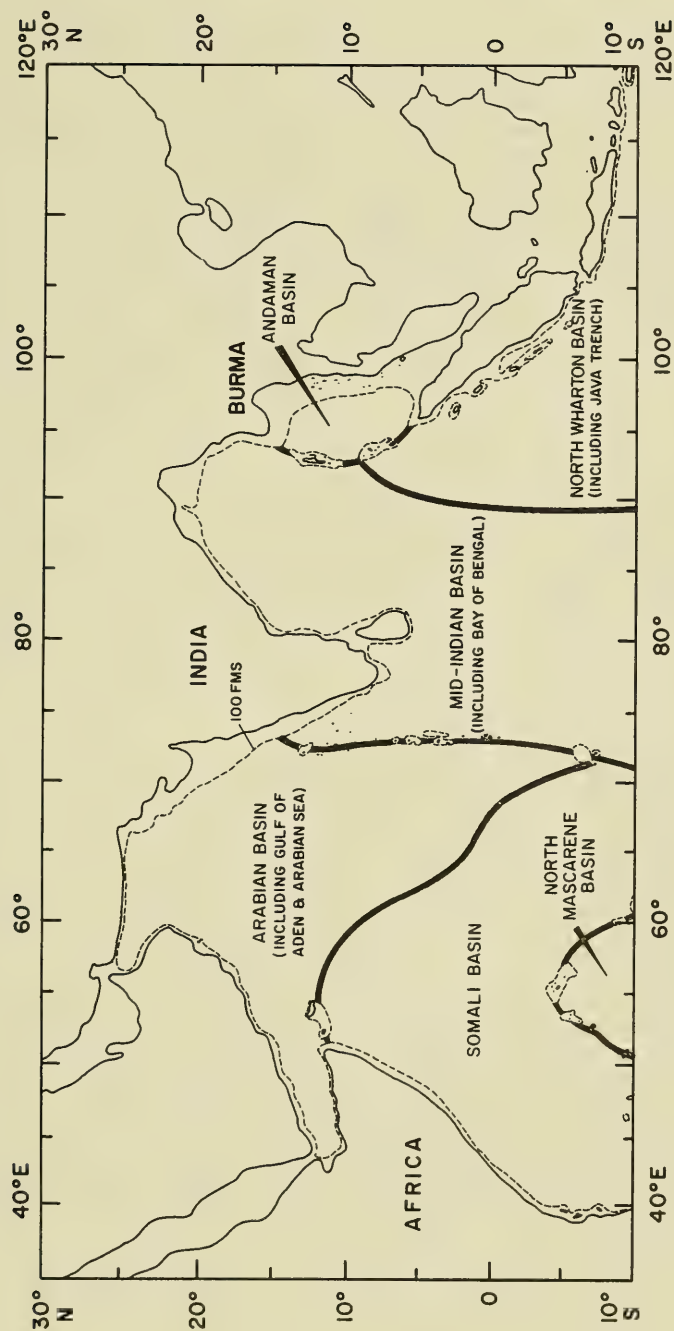 40°E 60° 80° 100° 120°E
30°
N
20°
10°
0
10°
S
30°
N
20°
10°
0
10°
S
INDIA
BURMA
ANDAMAN
BASIN
100 FMS
ARABIAN BASIN
(INCLUDING GULF OF
ADEN & ARABIAN SEA)
AFRICA
MID-INDIAN BASIN
(INCLUDING BAY OF BENGAL)
SOMALI BASIN
NORTH
MASCARENE
BASIN
NORTH WHARTON BASIN
(INCLUDING JAVA TRENCH)
40°E 60° 80° 100° 120°E